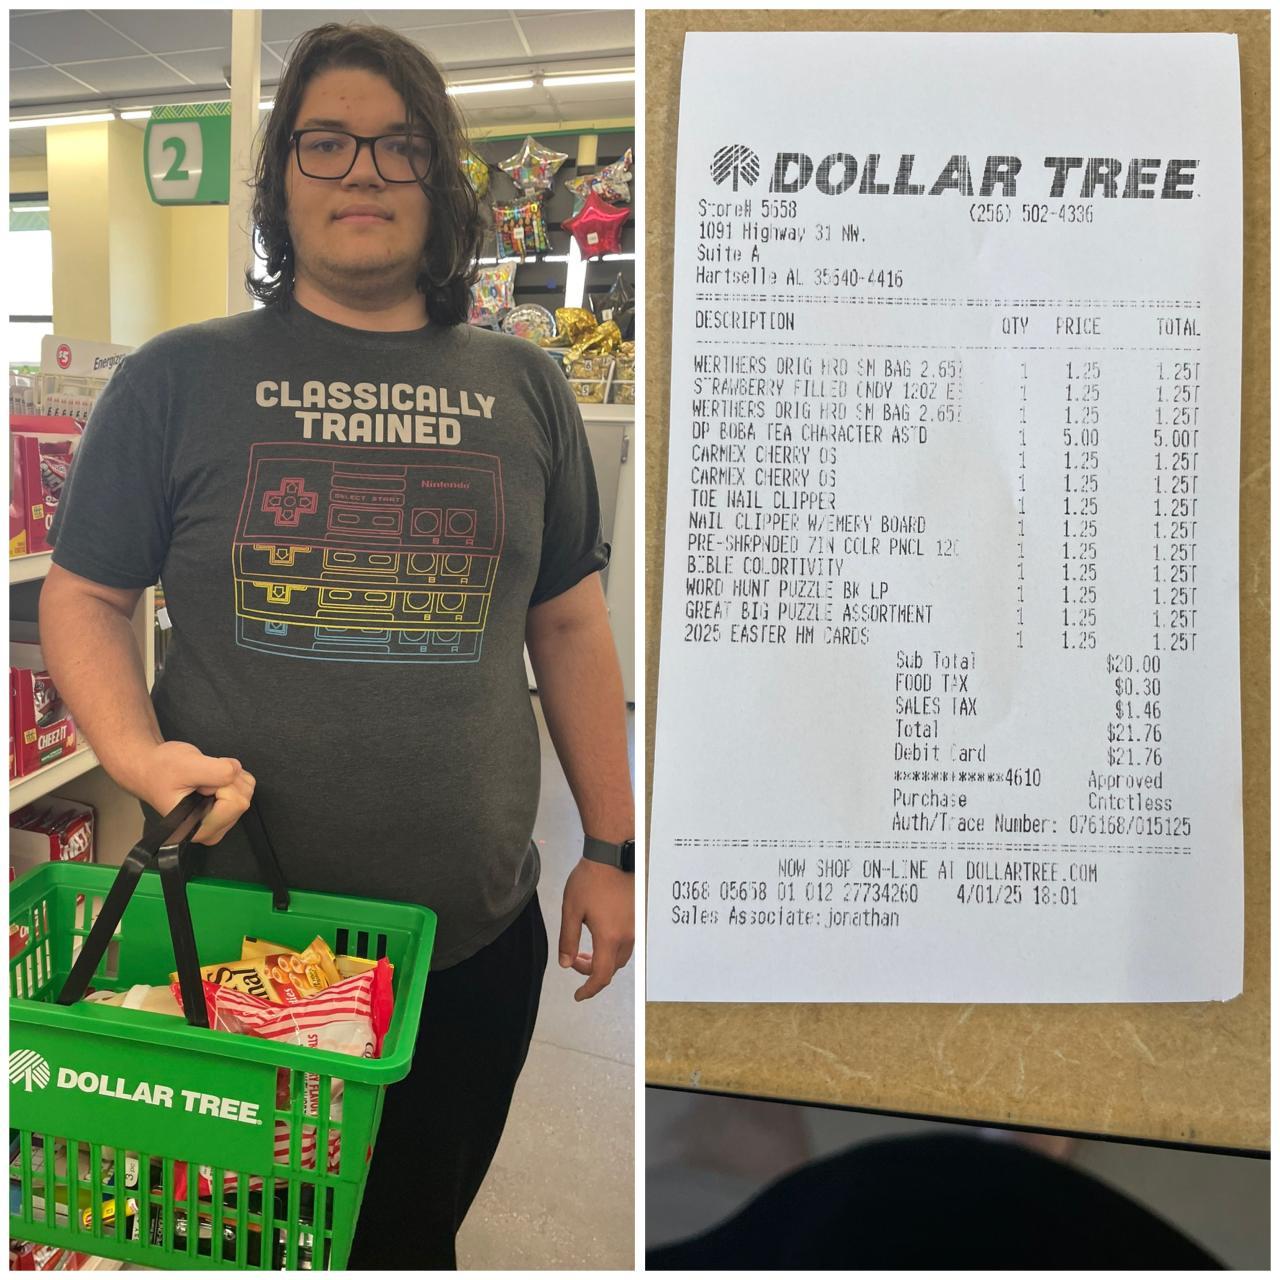 2
$5
Energizer
CLASSICALLY
TRAINED
Nintendo
SELECT START
B A
B A
B A
B A
CHEEZ IT
DOLLAR TREE
3 PC
DOLLAR TREE
Store# 5658 (256) 502-4336
1091 Highway 31 NW.
Suite A
Hartselle AL 35640-4416
DESCRIPTION QTY PRICE TOTAL
WERTHERS ORIG HRD SM BAG 2.65 1 1.25 1.25T
STRAWBERRY FILLED CNDY 12OZ 1 1.25 1.25T
WERTHERS ORIG HRD SM BAG 2.65 1 1.25 1.25T
DP BOBA TEA CHARACTER ASTD 1 5.00 5.00T
CARMEX CHERRY OS 1 1.25 1.25T
CARMEX CHERRY OS 1 1.25 1.25T
TOE NAIL CLIPPER 1 1.25 1.25T
NAIL CLIPPER W/EMERY BOARD 1 1.25 1.25T
PRE-SHRPNDED 7IN COLR PNCL 12C 1 1.25 1.25T
BIBLE COLORTIVITY 1 1.25 1.25T
WORD HUNT PUZZLE BK LP 1 1.25 1.25T
GREAT BIG PUZZLE ASSORTMENT 1 1.25 1.25T
2025 EASTER HM CARDS 1 1.25 1.25T
Sub Total $20.00
FOOD TAX $0.30
SALES TAX $1.46
Total $21.76
Debit Card $21.76
************4610 Approved
Purchase Cntctless
Auth/Trace Number: 076168/015125
NOW SHOP ON-LINE AT DOLLARTREE.COM
0368 05658 01 012 27734260 4/01/25 18:01
Sales Associate:jonathan